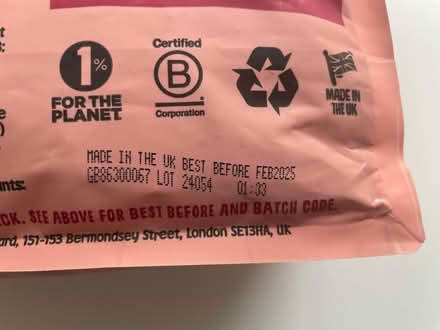 1%
FOR THE
PLANET
Certified
B
Corporation
MADE IN
THE UK
MADE IN THE UK BEST BEFORE FEB2025
LOT 24054 01:33
SEE ABOVE FOR BEST BEFORE AND BATCH CODE.
151-153 Bermondsey Street, London SE13HA, UK